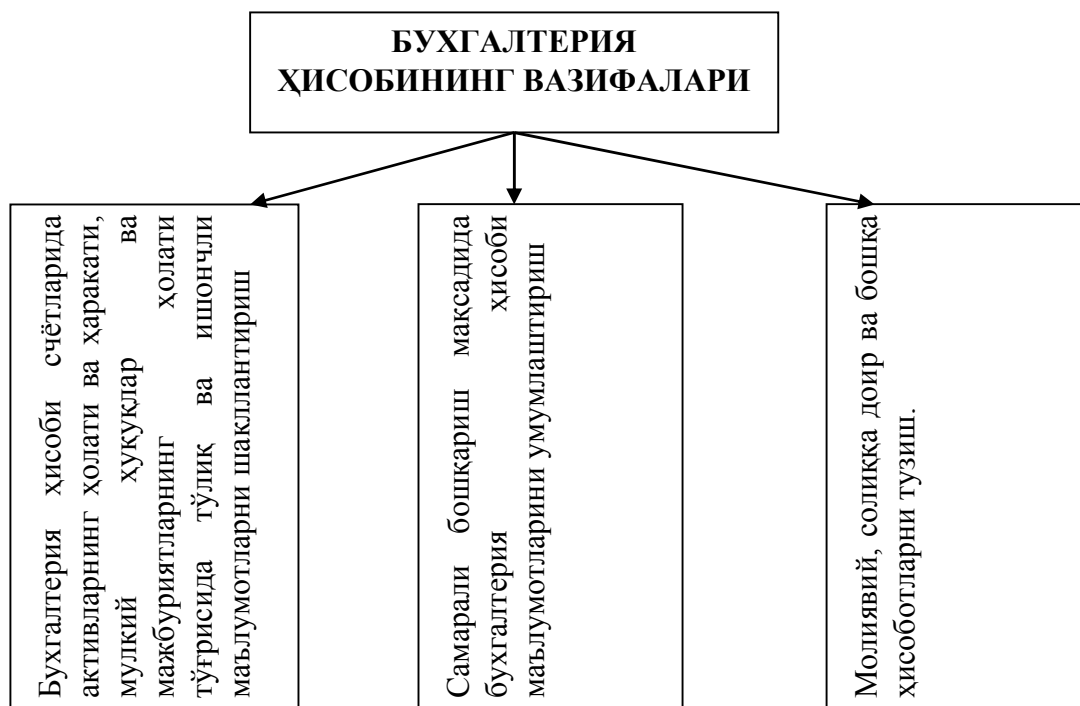 БУХГАЛТЕРИЯ
ҲИСОБИНИНГ ВАЗИФАЛАРИ
Бухгалтерия ҳисоби счётларида
активларнинг ҳолати ва ҳаракати,
мулкий ҳуқуқлар ва
мажбуриятларнинг ҳолати
тўғрисида тўлиқ ва ишончли
маълумотларни шакллантириш
Самарали бошқариш мақсадида
бухгалтерия ҳисоби
маълумотларини умумлаштириш
Молиявий, солиққа доир ва бошқа
ҳисоботларни тузиш.